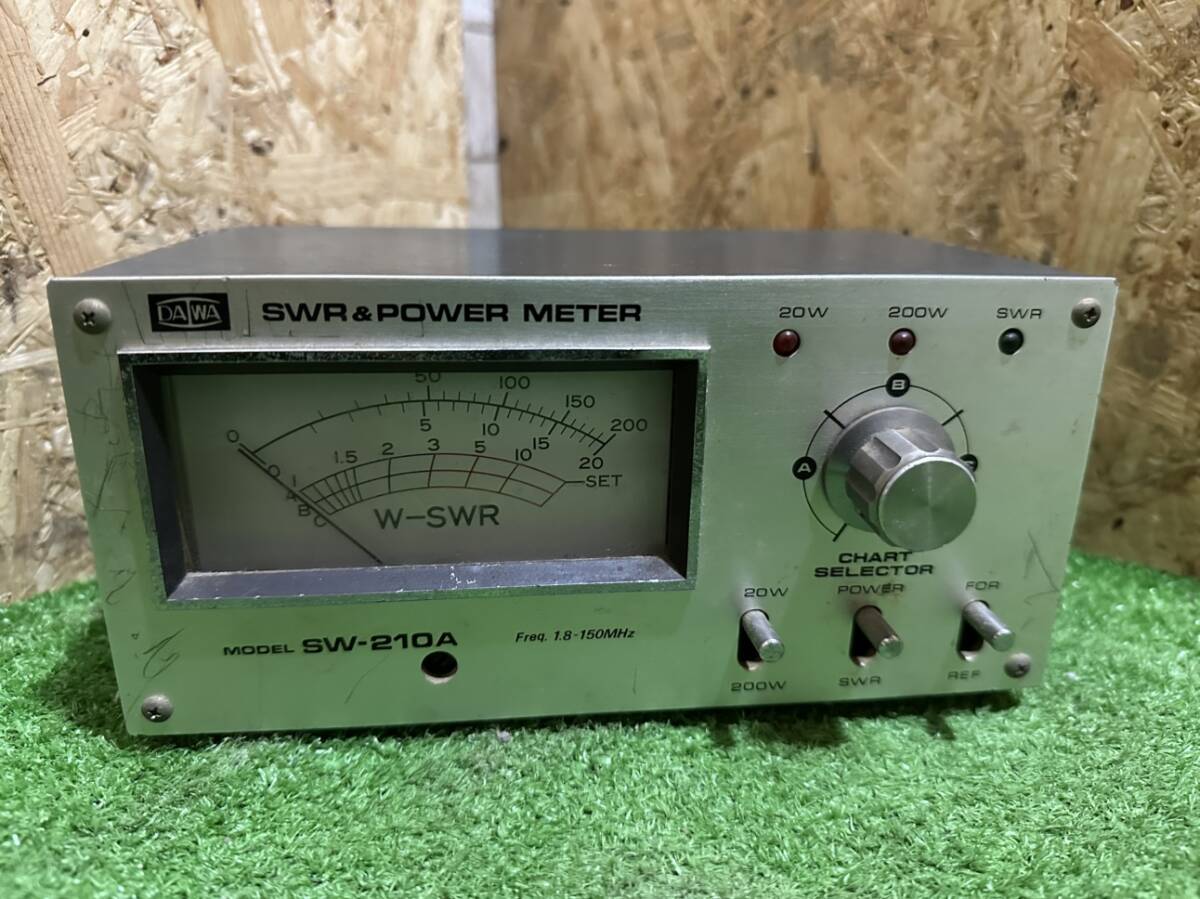 DAIWA SWR & POWER METER
20W 200W SWR
50 100 150 200
0 5 10 15 20
0
1 1.5 2 3 5 10
SET
A
B
C
W-SWR
A B
CHART
SELECTOR
20W POWER FOR
200W SWR REF
MODEL SW-210A
Freq. 1.8-150MHz